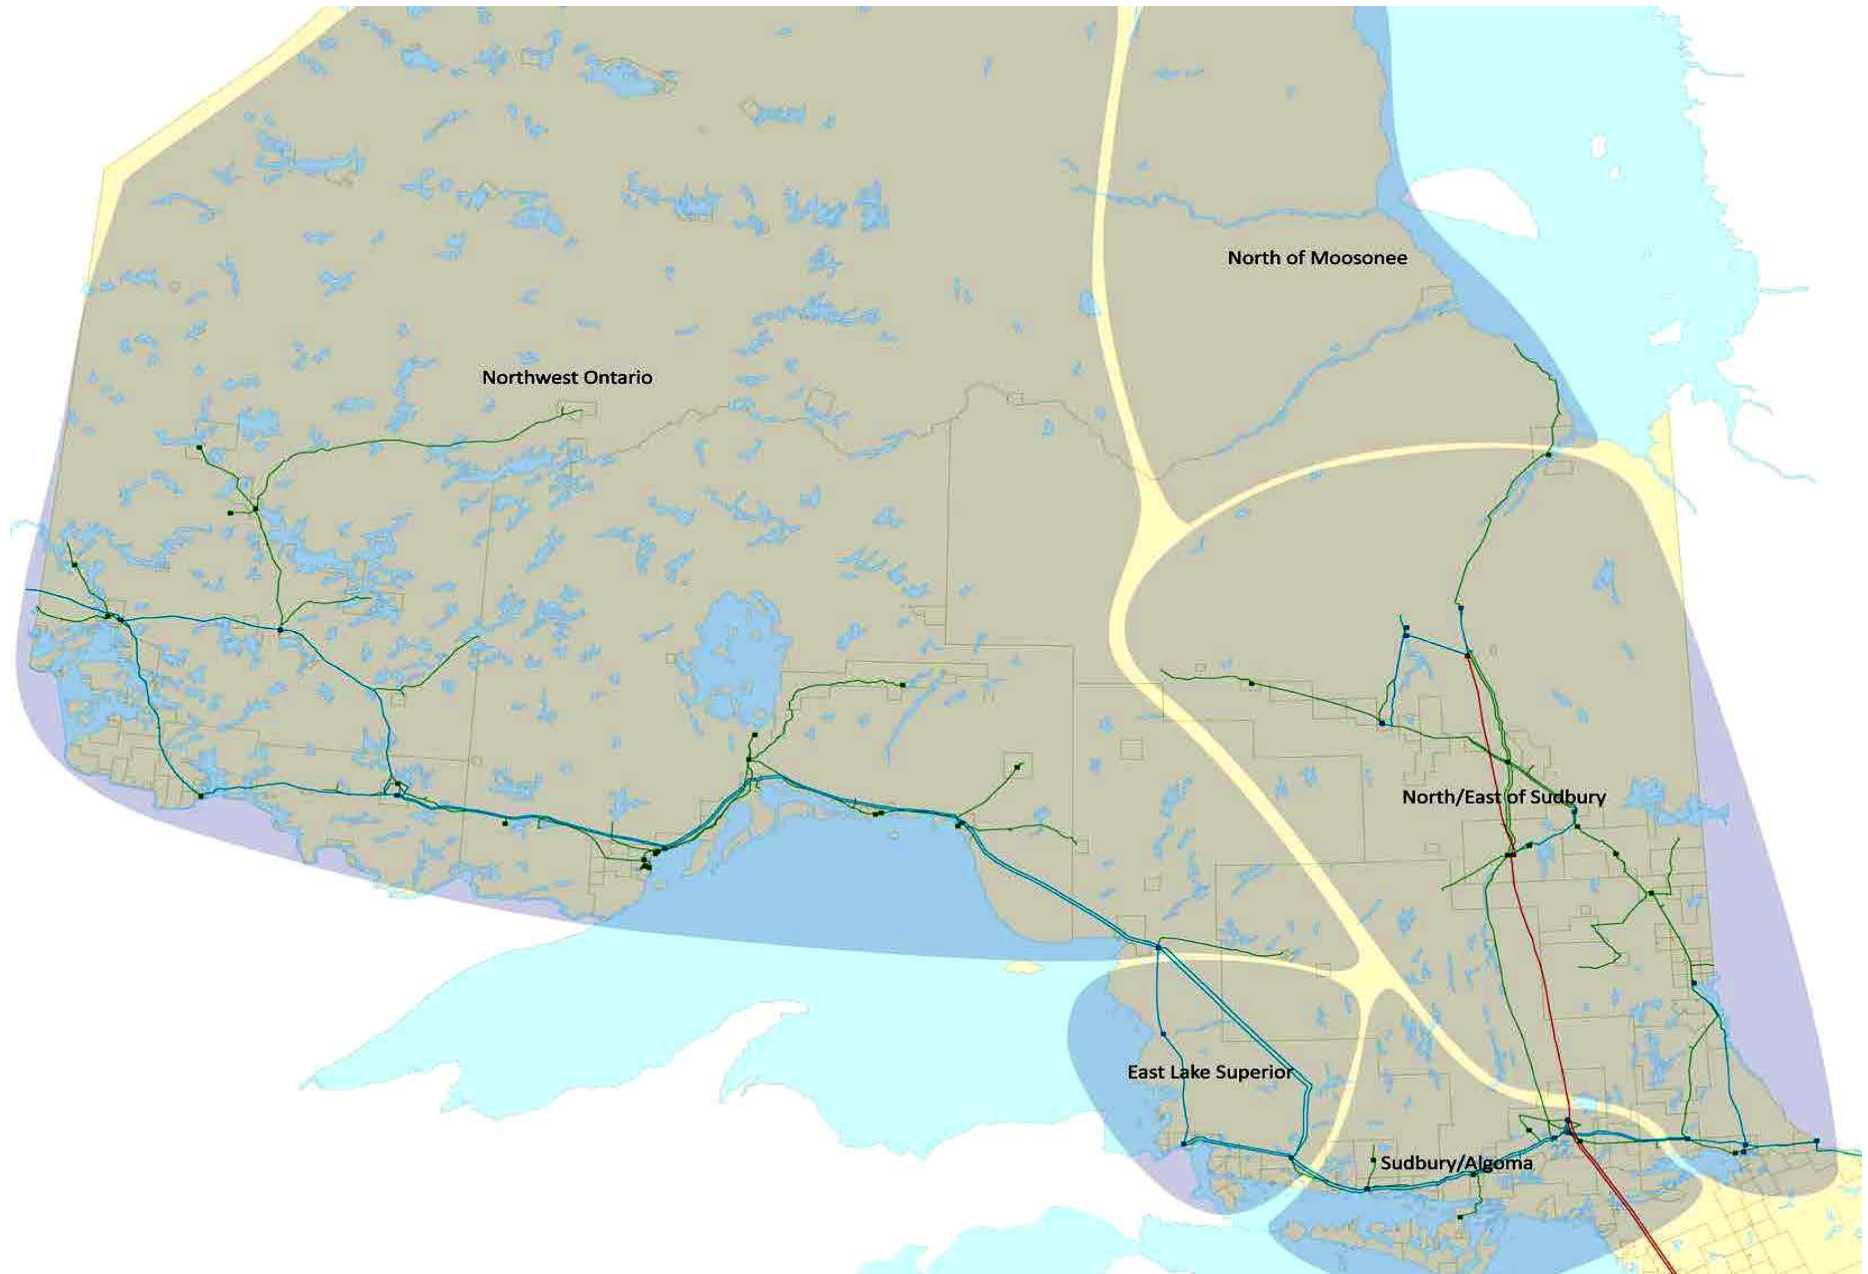 North of Moosonee
Northwest Ontario
North/East of Sudbury
East Lake Superior
Sudbury/Algoma